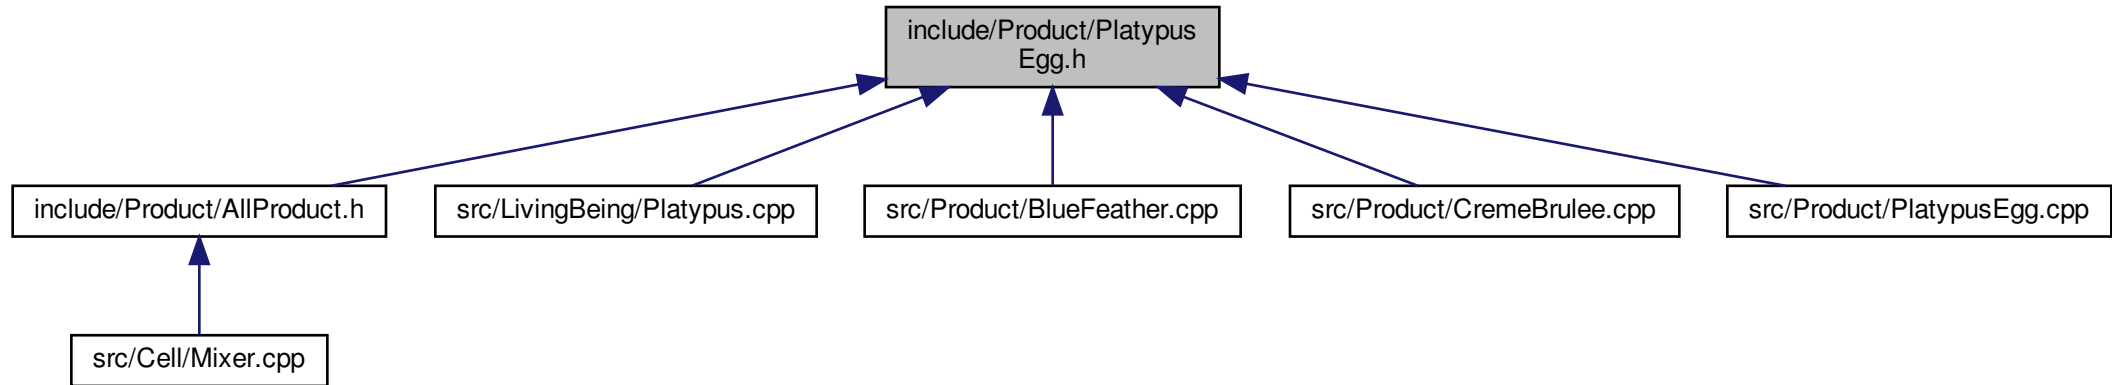 include/Product/Platypus
Egg.h
include/Product/AllProduct.h
src/LivingBeing/Platypus.cpp
src/Product/BlueFeather.cpp
src/Product/CremeBrulee.cpp
src/Product/PlatypusEgg.cpp
src/Cell/Mixer.cpp